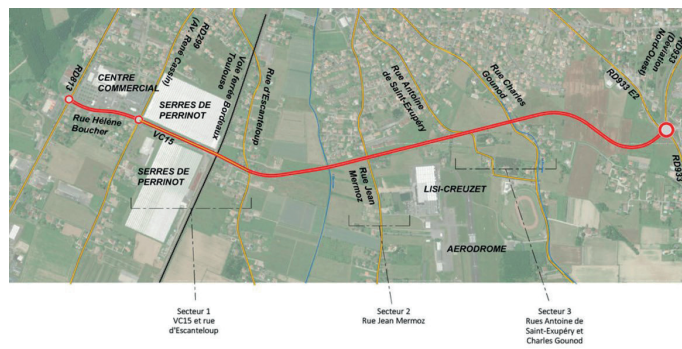 RD813
CENTRE
COMMERCIAL
RD299
(Av. René Cassin)
Voie ferrée Bordeaux
Toulouse
Rue d'Escanteloup
SERRES DE
PERRINOT
Rue Hélène
Boucher
VC15
SERRES DE
PERRINOT
Rue Antoine
de Saint-Exupéry
Rue Charles
Gounod
RD933 E2
RD933
(Déviation
Nord-Ouest)
RD933
Rue Jean
Mermoz
LISI-CREUZET
AERODROME
Secteur 1
VC15 et rue
d'Escanteloup
Secteur 2
Rue Jean Mermoz
Secteur 3
Rues Antoine de
Saint-Exupéry et
Charles Gounod